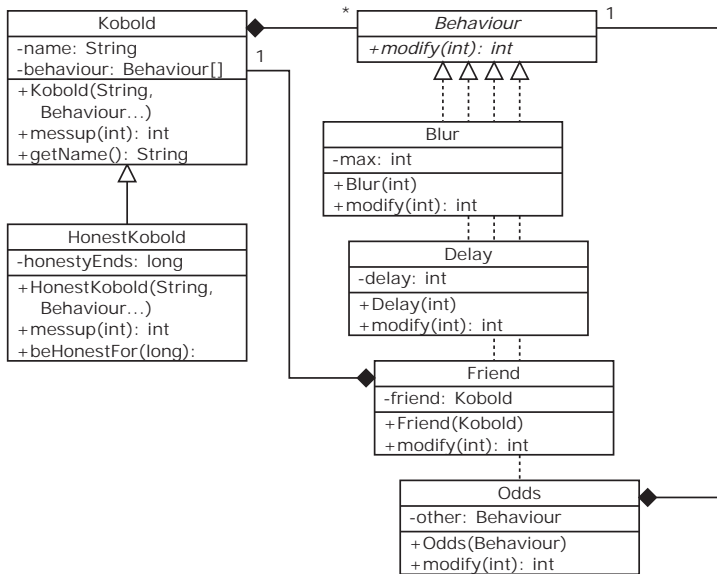 Kobold
-name: String
-behaviour: Behaviour[]
+Kobold(String,
Behaviour...)
+messup(int): int
+getName(): String
*
1
Behaviour
+modify(int): int
1
Blur
-max: int
+Blur(int)
+modify(int): int
HonestKobold
-honestyEnds: long
+HonestKobold(String,
Behaviour...)
+messup(int): int
+beHonestFor(long):
Delay
-delay: int
+Delay(int)
+modify(int): int
Friend
-friend: Kobold
+Friend(Kobold)
+modify(int): int
Odds
-other: Behaviour
+Odds(Behaviour)
+modify(int): int